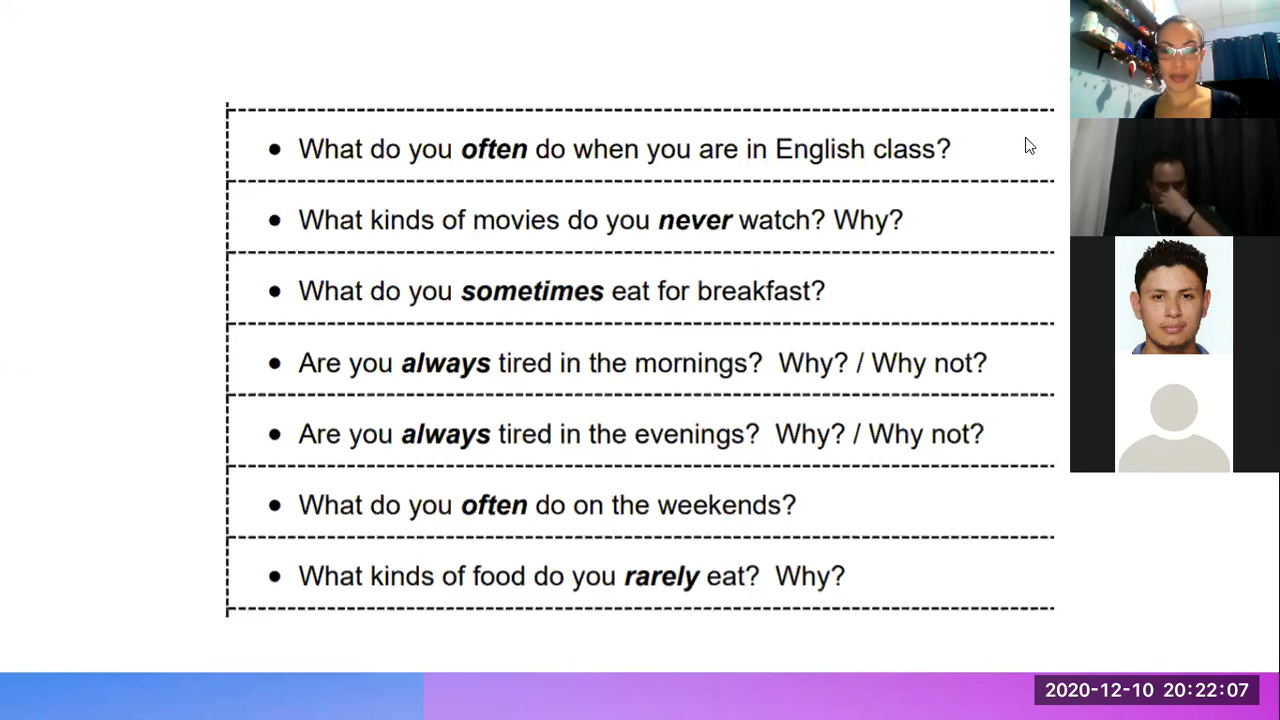 • What do you often do when you are in English class?
• What kinds of movies do you never watch? Why?
• What do you sometimes eat for breakfast?
• Are you always tired in the mornings? Why? / Why not?
• Are you always tired in the evenings? Why? / Why not?
• What do you often do on the weekends?
• What kinds of food do you rarely eat? Why?
2020-12-10 20:22:07